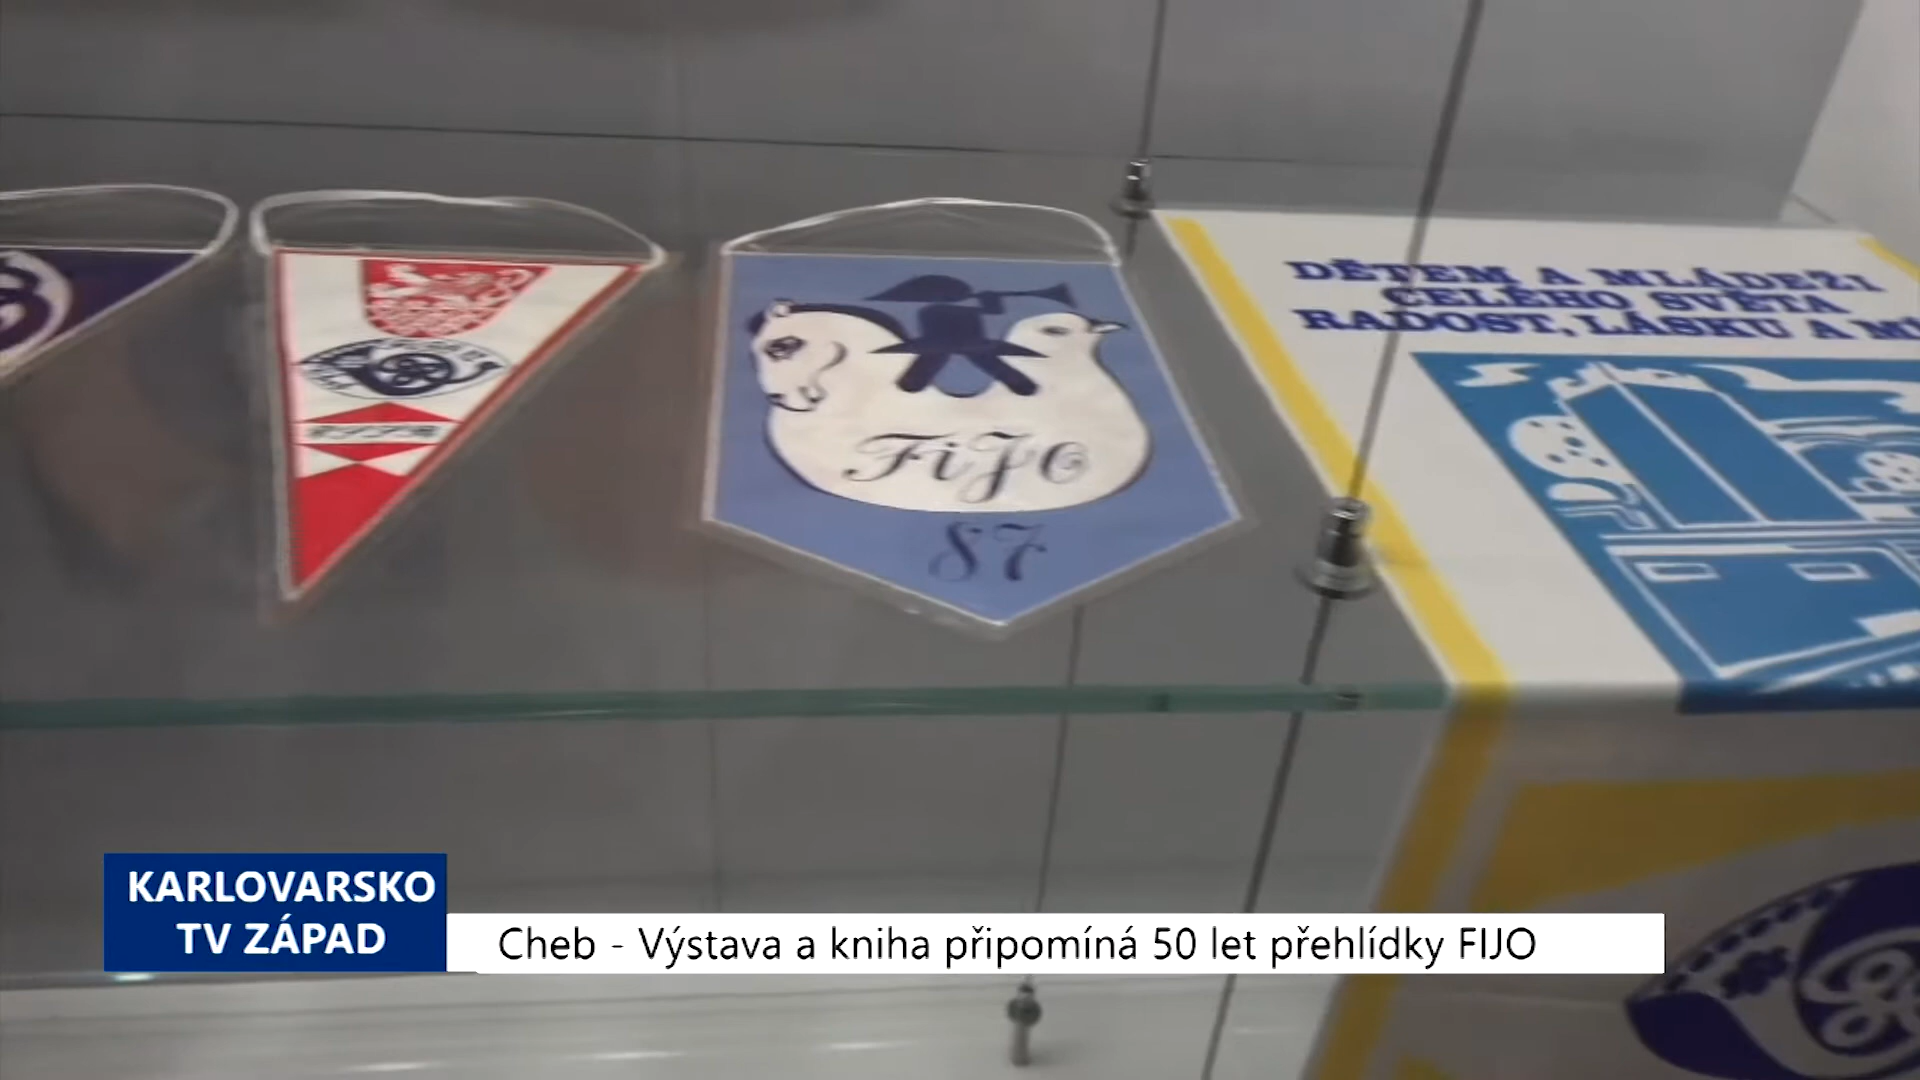 DĚTEM A MLÁDEŽI
CELÉHO SVĚTA
RADOST, LÁSKU A
FiJO
87
KARLOVARSKO
TV ZÁPAD
Cheb - Výstava a kniha připomíná 50 let přehlídky FIJO